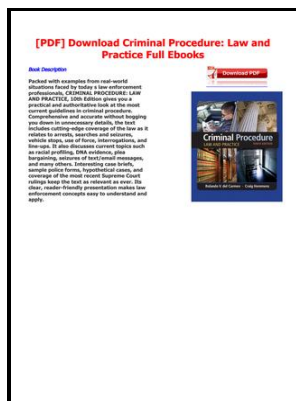 [PDF] Download Criminal Procedure: Law and
Practice Full Ebooks
Book Description
Download PDF
Packed with examples from real-world
situations faced by today s law enforcement
professionals, CRIMINAL PROCEDURE: LAW
AND PRACTICE, 10th Edition gives you a
practical and authoritative look at the most
current guidelines in criminal procedure.
Comprehensive and accurate without bogging
you down in unnecessary details, the text
includes cutting-edge coverage of the law as it
relates to arrests, searches and seizures,
vehicle stops, use of force, interrogations, and
line-ups. It also discusses current topics such
as racial profiling, DNA evidence, plea
bargaining, seizures of text/email messages,
and many others. Interesting case briefs,
sample police forms, hypothetical cases, and
coverage of the most recent Supreme Court
rulings keep the text as relevant as ever. Its
clear, reader-friendly presentation makes law
enforcement concepts easy to understand and
apply.
Criminal Procedure
LAW AND PRACTICE
Rolando V. del Carmen • Craig Hemmens